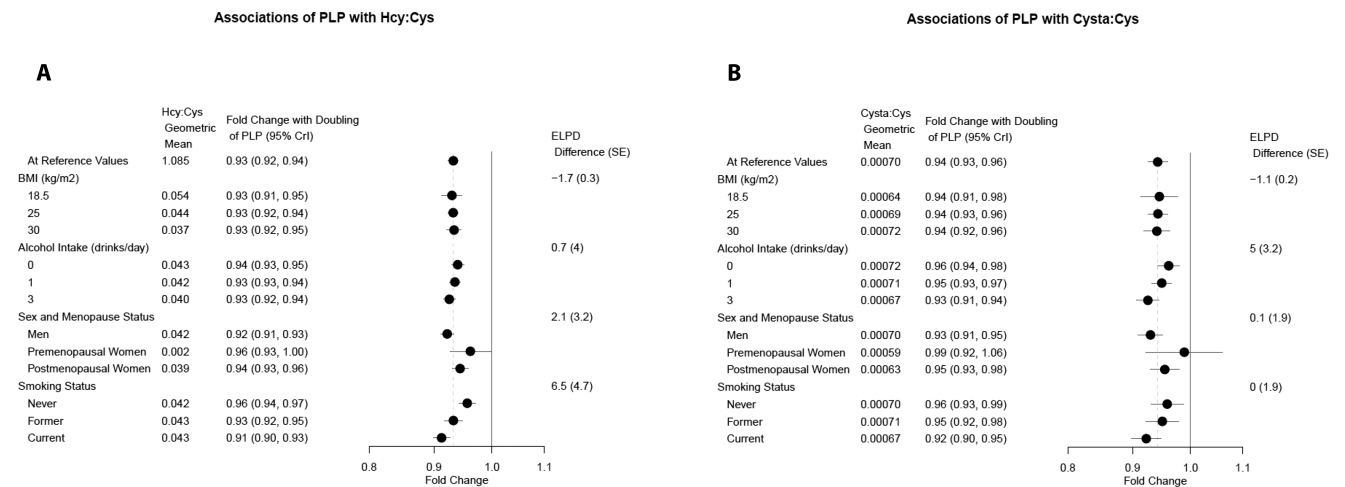 Associations of PLP with Hcy:Cys
A
Hcy:Cys
Geometric
Mean
Fold Change with Doubling
of PLP (95% CrI)
ELPD
Difference (SE)
At Reference Values 1.085 0.93 (0.92, 0.94)
BMI (kg/m2) −1.7 (0.3)
18.5 0.054 0.93 (0.91, 0.95)
25 0.044 0.93 (0.92, 0.94)
30 0.037 0.93 (0.92, 0.95)
Alcohol Intake (drinks/day) 0.7 (4)
0 0.043 0.94 (0.93, 0.95)
1 0.042 0.93 (0.93, 0.94)
3 0.040 0.93 (0.92, 0.94)
Sex and Menopause Status 2.1 (3.2)
Men 0.042 0.92 (0.91, 0.93)
Premenopausal Women 0.002 0.96 (0.93, 1.00)
Postmenopausal Women 0.039 0.94 (0.93, 0.96)
Smoking Status 6.5 (4.7)
Never 0.042 0.96 (0.94, 0.97)
Former 0.043 0.93 (0.92, 0.95)
Current 0.043 0.91 (0.90, 0.93)
0.8 0.9 1.0 1.1
Fold Change
Associations of PLP with Cysta:Cys
B
Cysta:Cys
Geometric
Mean
Fold Change with Doubling
of PLP (95% CrI)
ELPD
Difference (SE)
At Reference Values 0.00070 0.94 (0.93, 0.96)
BMI (kg/m2) −1.1 (0.2)
18.5 0.00064 0.94 (0.91, 0.98)
25 0.00069 0.94 (0.93, 0.96)
30 0.00072 0.94 (0.92, 0.96)
Alcohol Intake (drinks/day) 5 (3.2)
0 0.00072 0.96 (0.94, 0.98)
1 0.00071 0.95 (0.93, 0.97)
3 0.00067 0.93 (0.91, 0.94)
Sex and Menopause Status 0.1 (1.9)
Men 0.00070 0.93 (0.91, 0.95)
Premenopausal Women 0.00059 0.99 (0.92, 1.06)
Postmenopausal Women 0.00063 0.95 (0.93, 0.98)
Smoking Status 0 (1.9)
Never 0.00070 0.96 (0.93, 0.99)
Former 0.00071 0.95 (0.92, 0.98)
Current 0.00067 0.92 (0.90, 0.95)
0.8 0.9 1.0 1.1
Fold Change